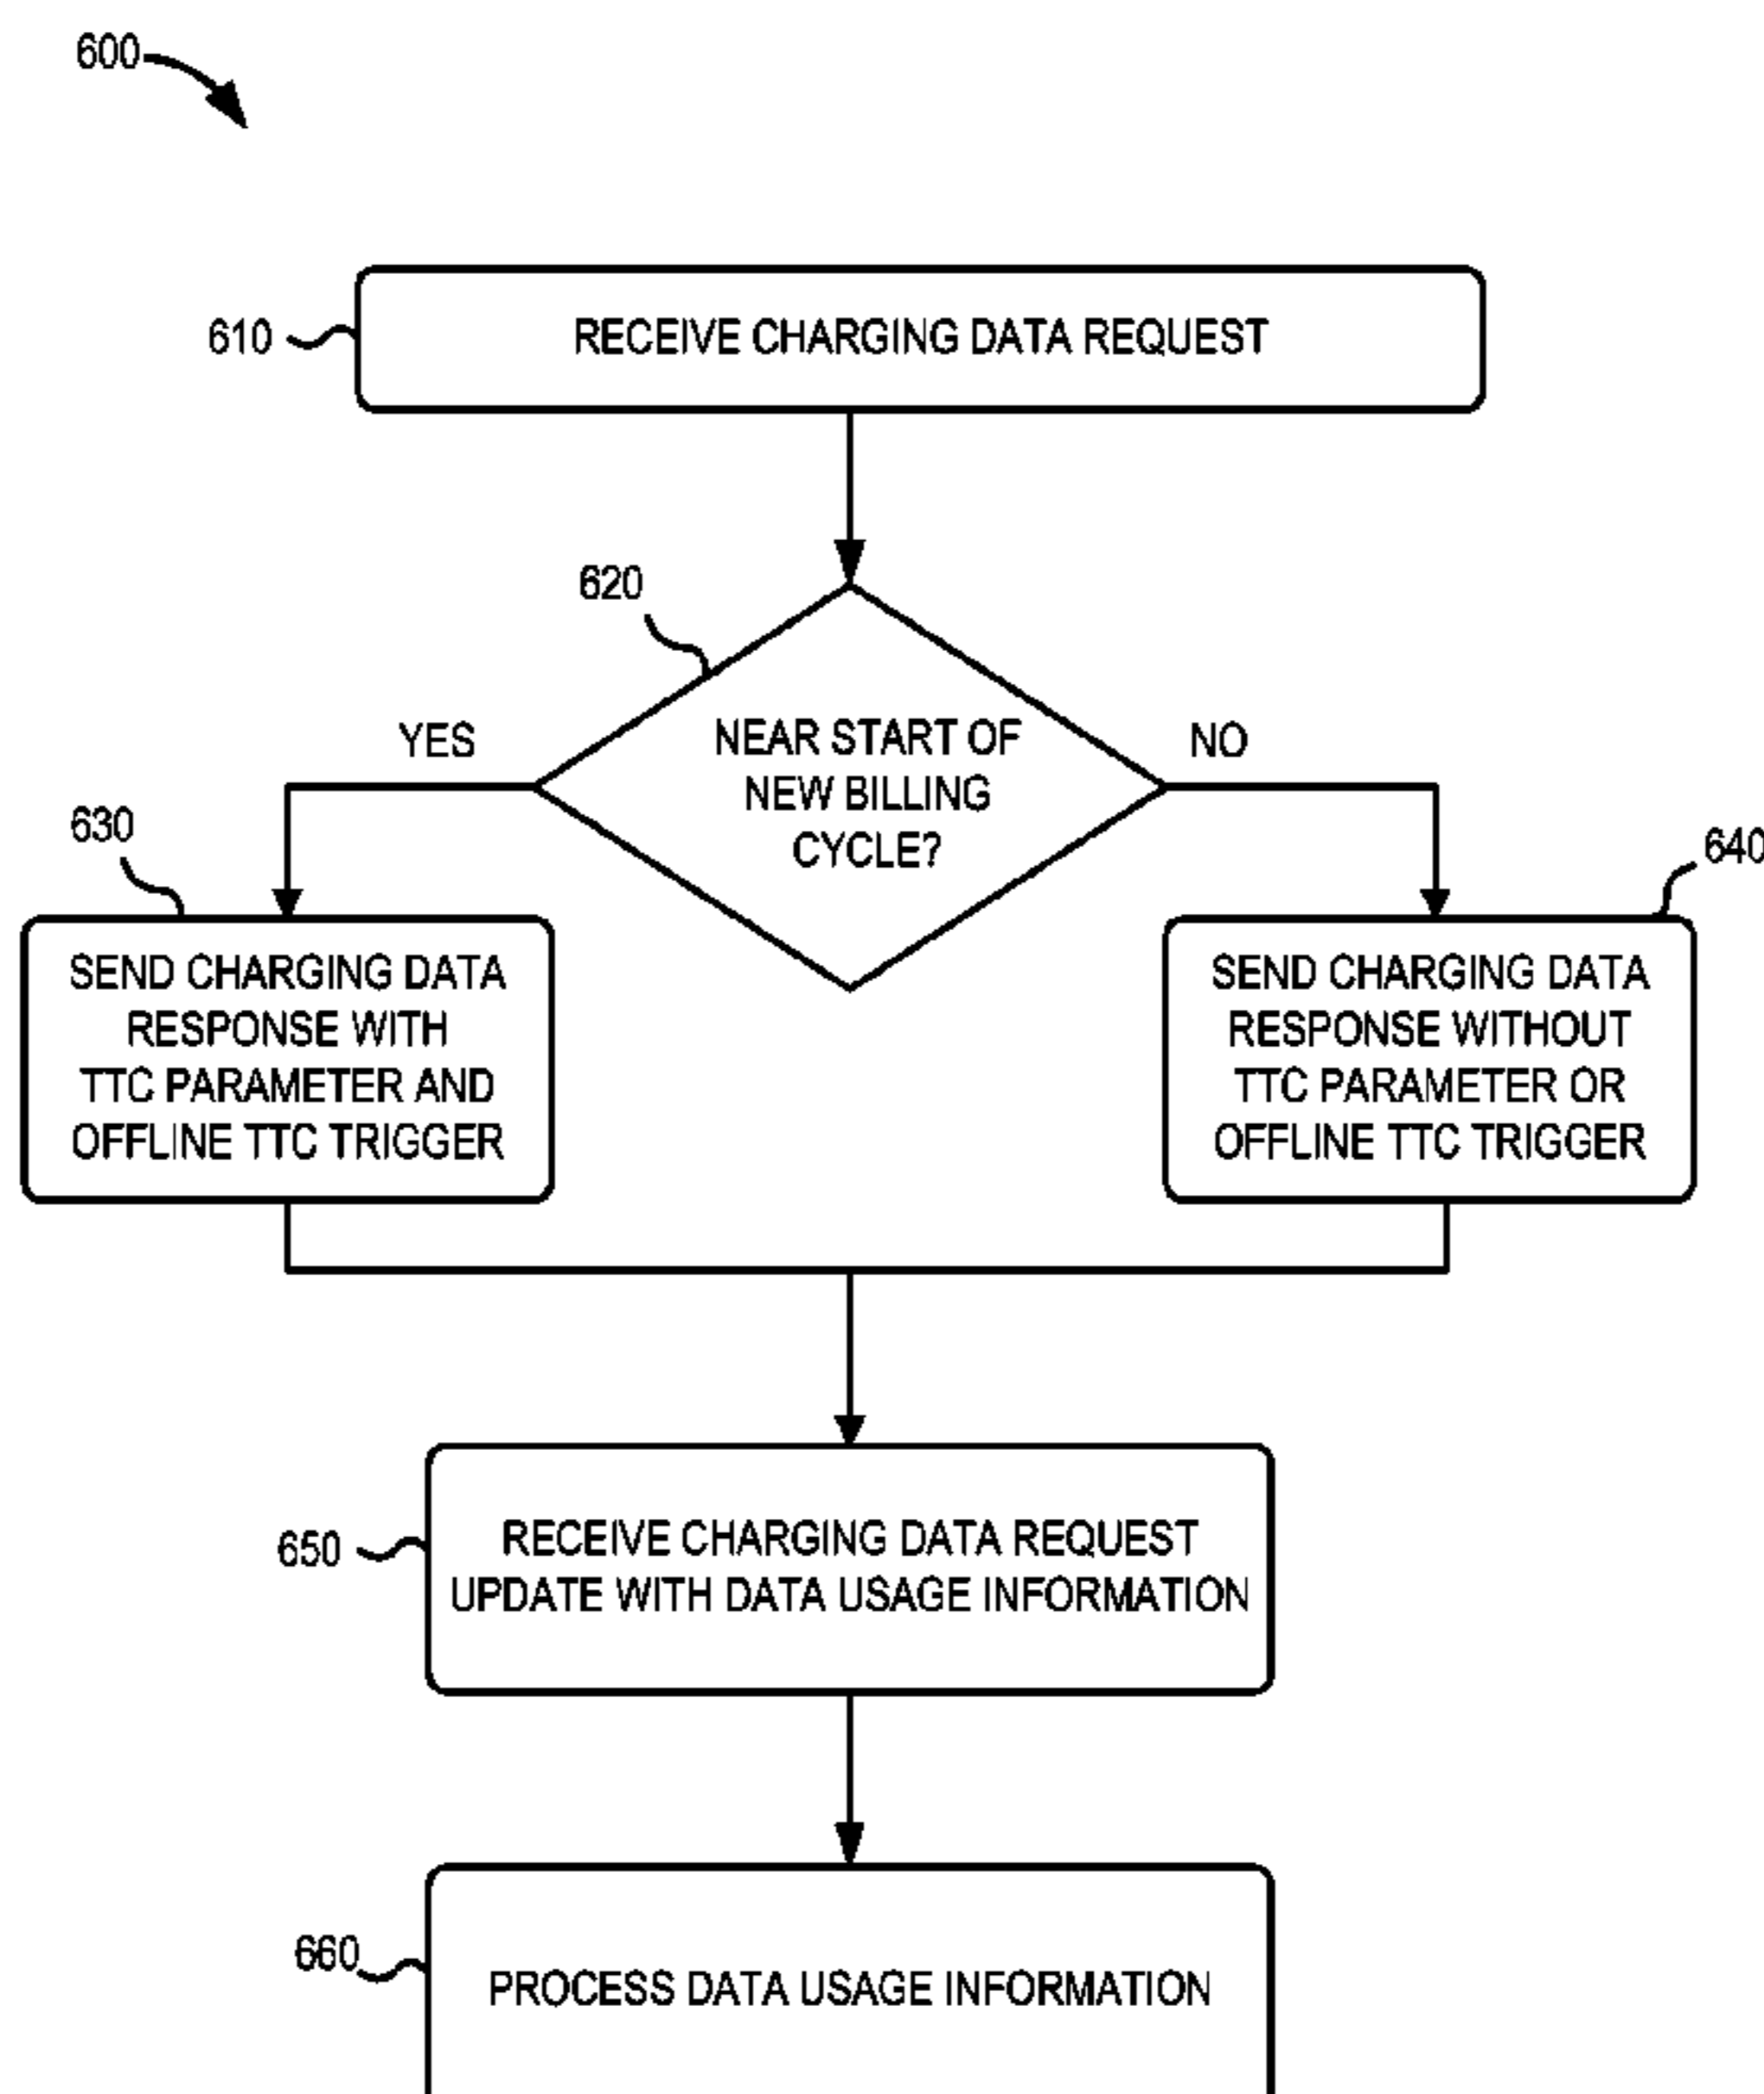 600
610
RECEIVE CHARGING DATA REQUEST
620
YES
NEAR START OF
NEW BILLING
CYCLE?
NO
630
640
SEND CHARGING DATA
RESPONSE WITH
TTC PARAMETER AND
OFFLINE TTC TRIGGER
SEND CHARGING DATA
RESPONSE WITHOUT
TTC PARAMETER OR
OFFLINE TTC TRIGGER
650
RECEIVE CHARGING DATA REQUEST
UPDATE WITH DATA USAGE INFORMATION
660
PROCESS DATA USAGE INFORMATION